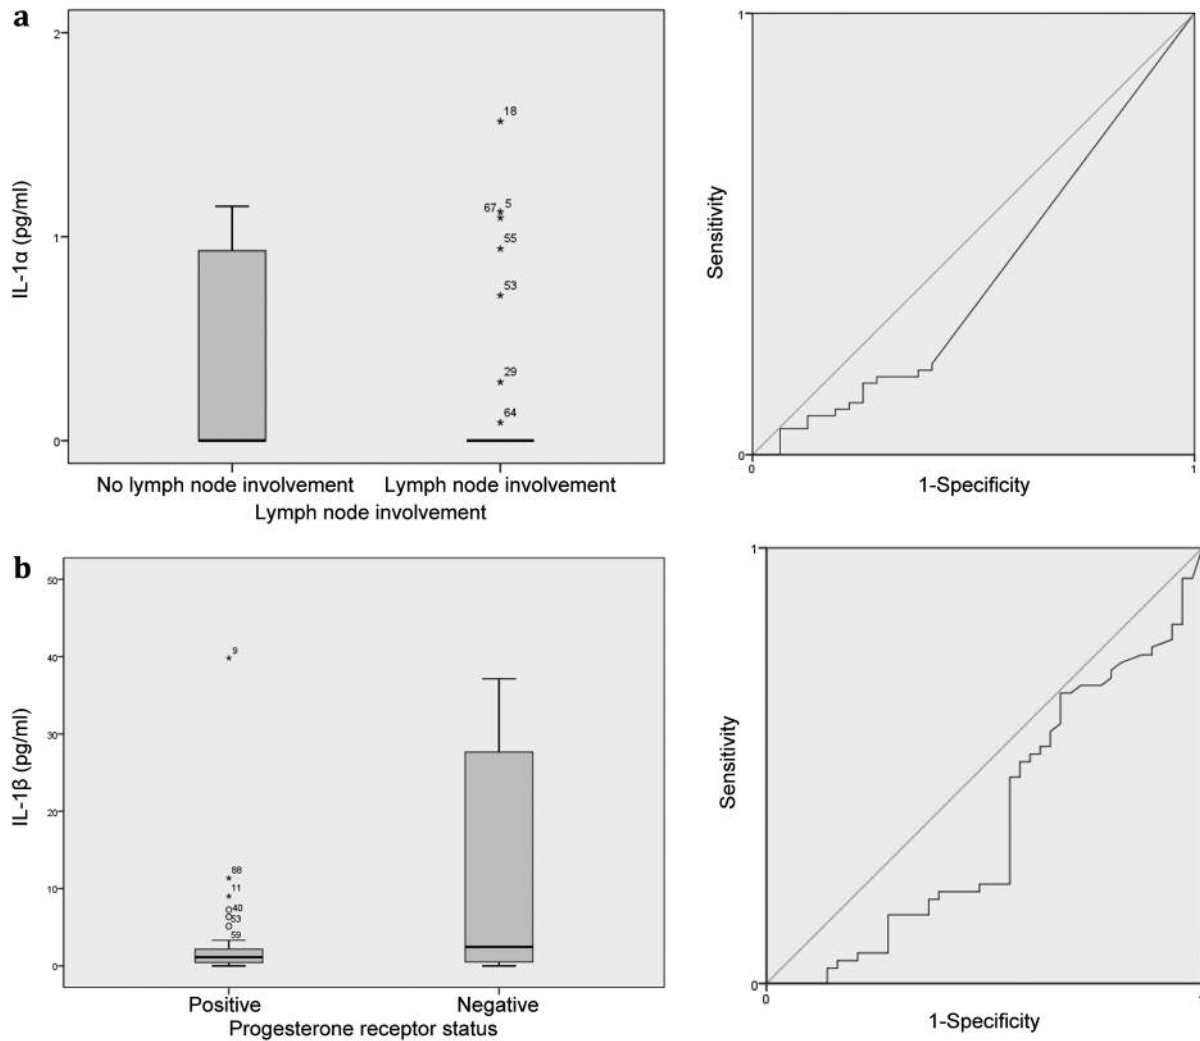 a
2
1
0
IL-1α (pg/ml)
18
67 5
55
53
29
64
No lymph node involvement Lymph node involvement
Lymph node involvement
1
Sensitivity
0
0 1
1-Specificity
b
50
40
30
20
10
0
IL-1β (pg/ml)
9
88
11
40
53
59
Positive Negative
Progesterone receptor status
1
Sensitivity
0
0
1-Specificity